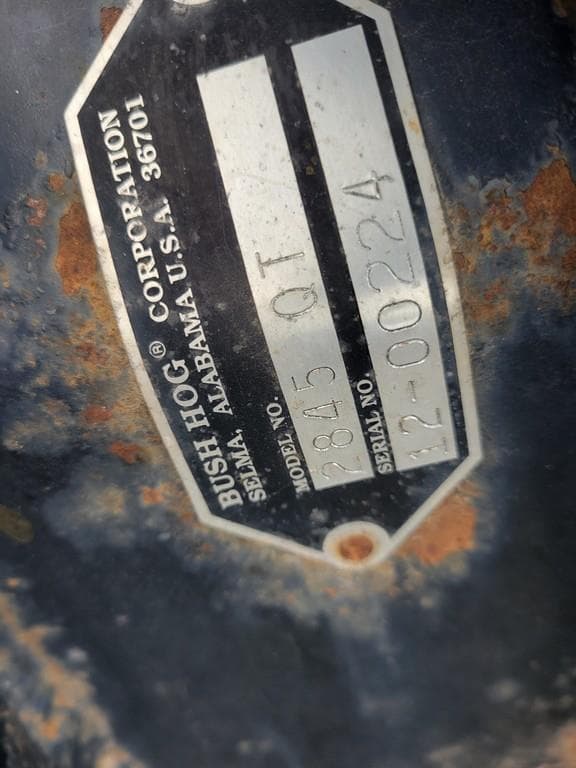 BUSH HOG® CORPORATION
SELMA, ALABAMA U.S.A. 36701
MODEL NO. 2845 QT
SERIAL NO. 12-00224